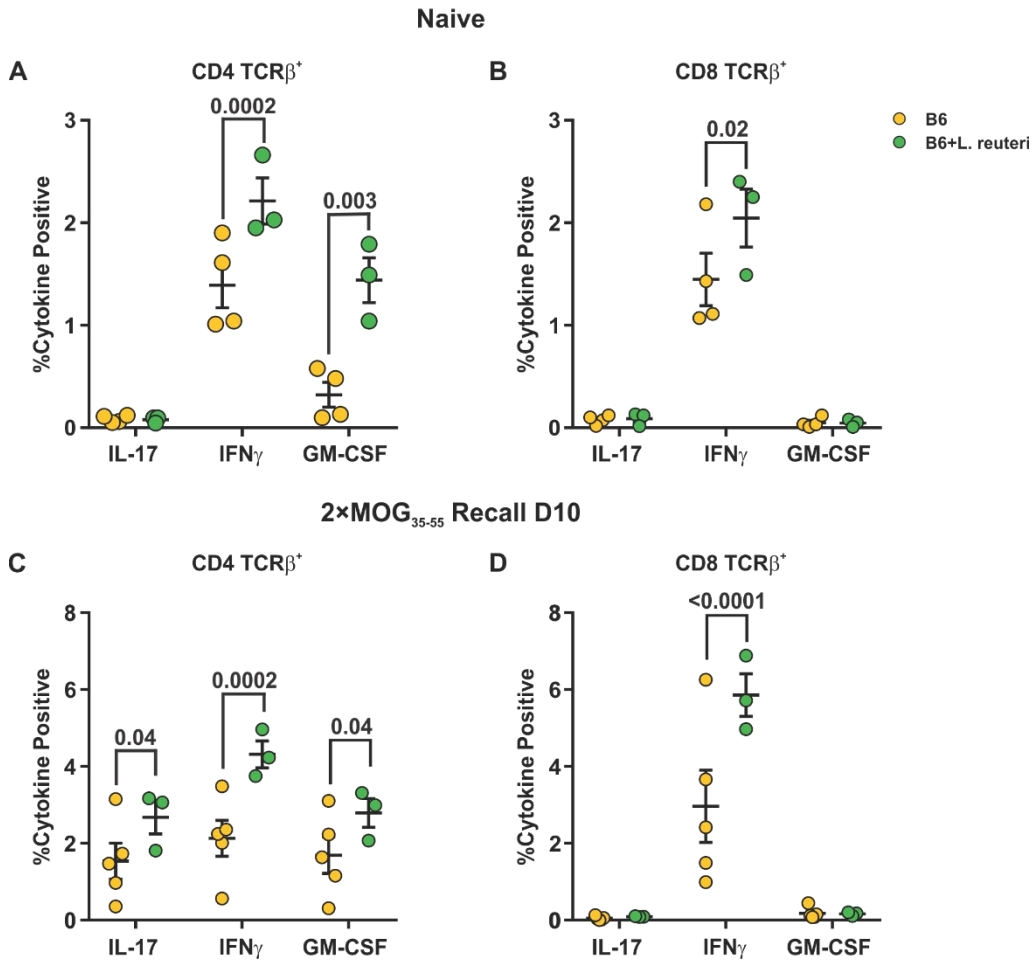 Naive
A
CD4 TCRβ⁺
B
CD8 TCRβ⁺
B6
B6+L. reuteri
%Cytokine Positive
3
2
1
0
0.0002
0.003
IL-17
IFNγ
GM-CSF
%Cytokine Positive
3
2
1
0
0.02
IL-17
IFNγ
GM-CSF
2×MOG₃₅₋₅₅ Recall D10
C
CD4 TCRβ⁺
D
CD8 TCRβ⁺
%Cytokine Positive
8
6
4
2
0
0.04
0.0002
0.04
IL-17
IFNγ
GM-CSF
%Cytokine Positive
8
6
4
2
0
<0.0001
IL-17
IFNγ
GM-CSF